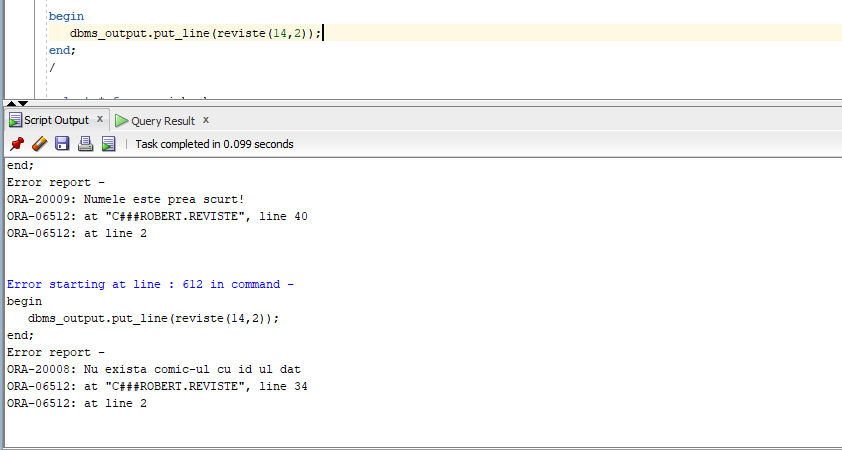 begin
dbms_output.put_line(reviste(14,2));
end;
/
Script Output x
Query Result x
Task completed in 0.099 seconds
end;
Error report -
ORA-20009: Numele este prea scurt!
ORA-06512: at "C###ROBERT.REVISTE", line 40
ORA-06512: at line 2
Error starting at line : 612 in command -
begin
dbms_output.put_line(reviste(14,2));
end;
Error report -
ORA-20008: Nu exista comic-ul cu id ul dat
ORA-06512: at "C###ROBERT.REVISTE", line 34
ORA-06512: at line 2